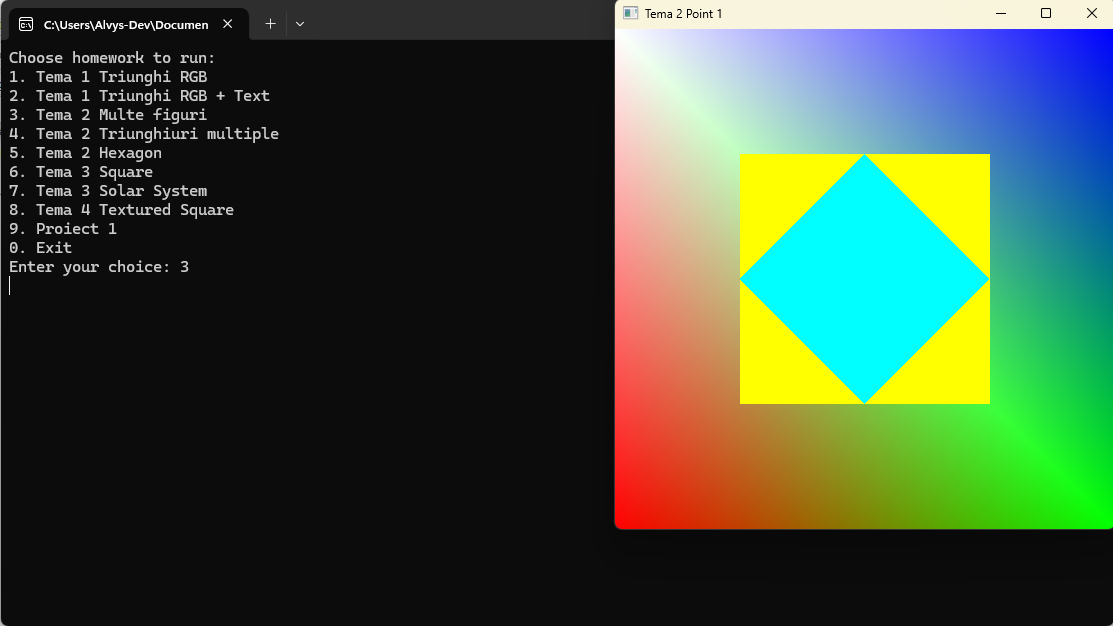 C:\Users\Alvys-Dev\Documen
Choose homework to run:
1. Tema 1 Triunghi RGB
2. Tema 1 Triunghi RGB + Text
3. Tema 2 Multe figuri
4. Tema 2 Triunghiuri multiple
5. Tema 2 Hexagon
6. Tema 3 Square
7. Tema 3 Solar System
8. Tema 4 Textured Square
9. Proiect 1
0. Exit
Enter your choice: 3
Tema 2 Point 1